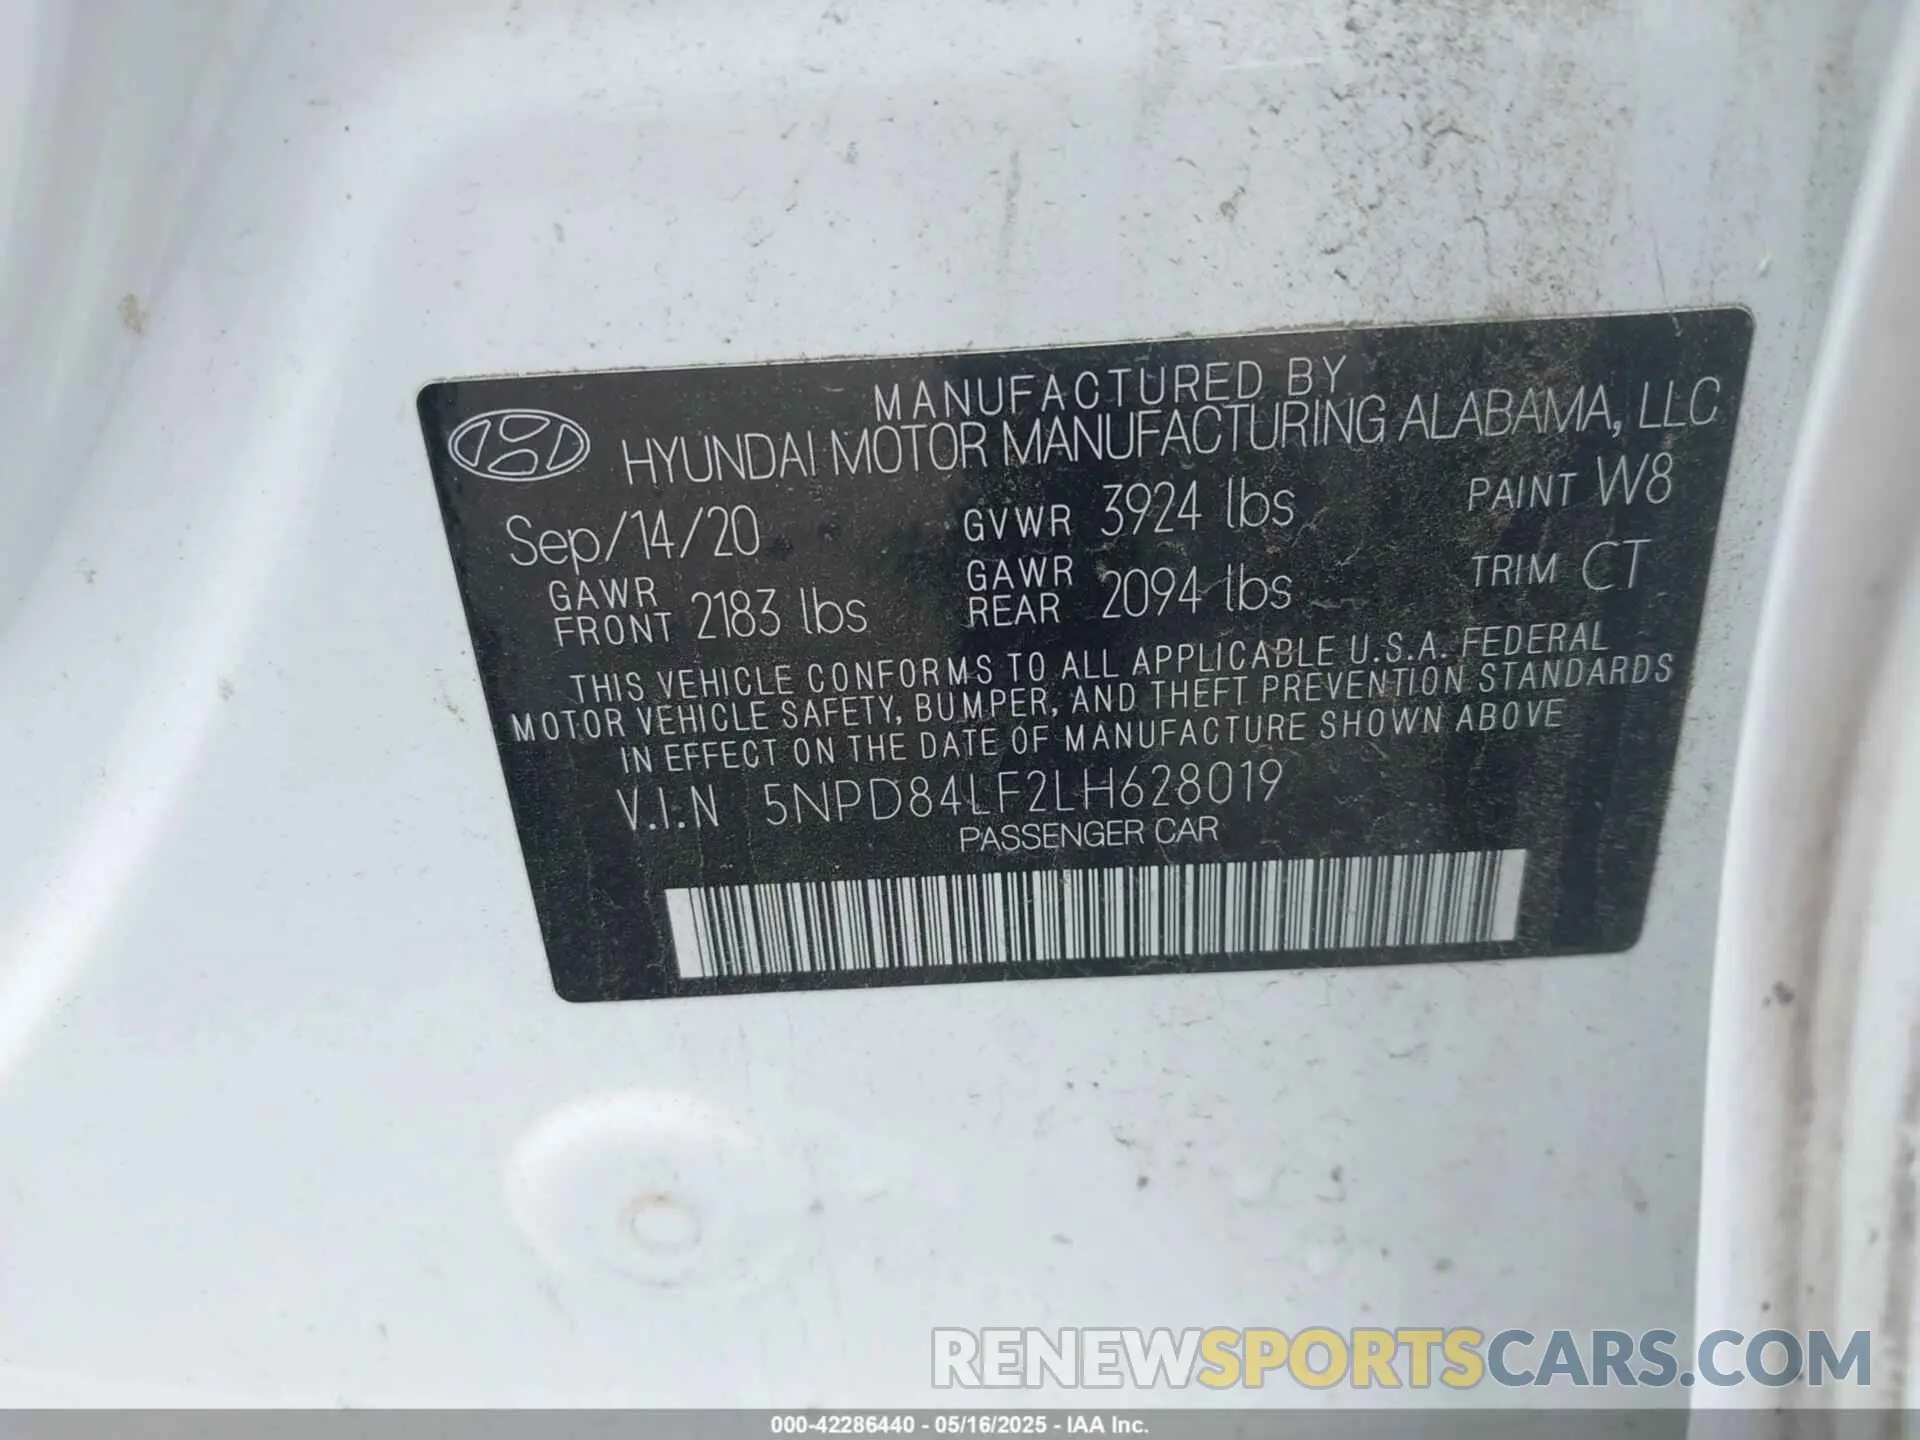 MANUFACTURED BY
HYUNDAI MOTOR MANUFACTURING ALABAMA, LLC
Sep/14/20 GVWR 3924 lbs PAINT W8
GAWR FRONT 2183 lbs GAWR REAR 2094 lbs TRIM CT
THIS VEHICLE CONFORMS TO ALL APPLICABLE U.S.A. FEDERAL
MOTOR VEHICLE SAFETY, BUMPER, AND THEFT PREVENTION STANDARDS
IN EFFECT ON THE DATE OF MANUFACTURE SHOWN ABOVE
V.I.N 5NPD84LF2LH628019
PASSENGER CAR
RENEWSPORTSCARS.COM
000-42286440 - 05/16/2025 - IAA Inc.